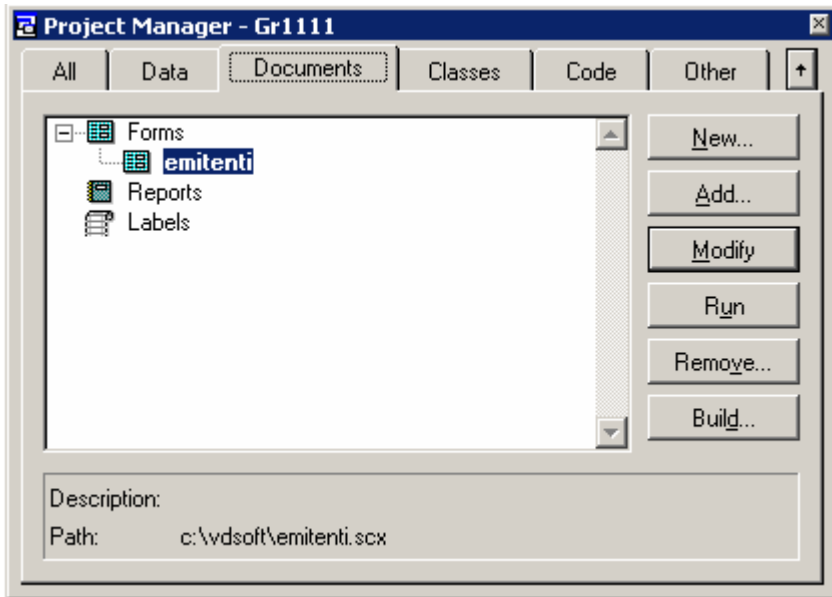 Project Manager - Gr1111
All Data Documents Classes Code Other
Forms
emitenti
Reports
Labels
New...
Add...
Modify
Run
Remove...
Build...
Description:
Path: c:\vdsoft\emitenti.scx